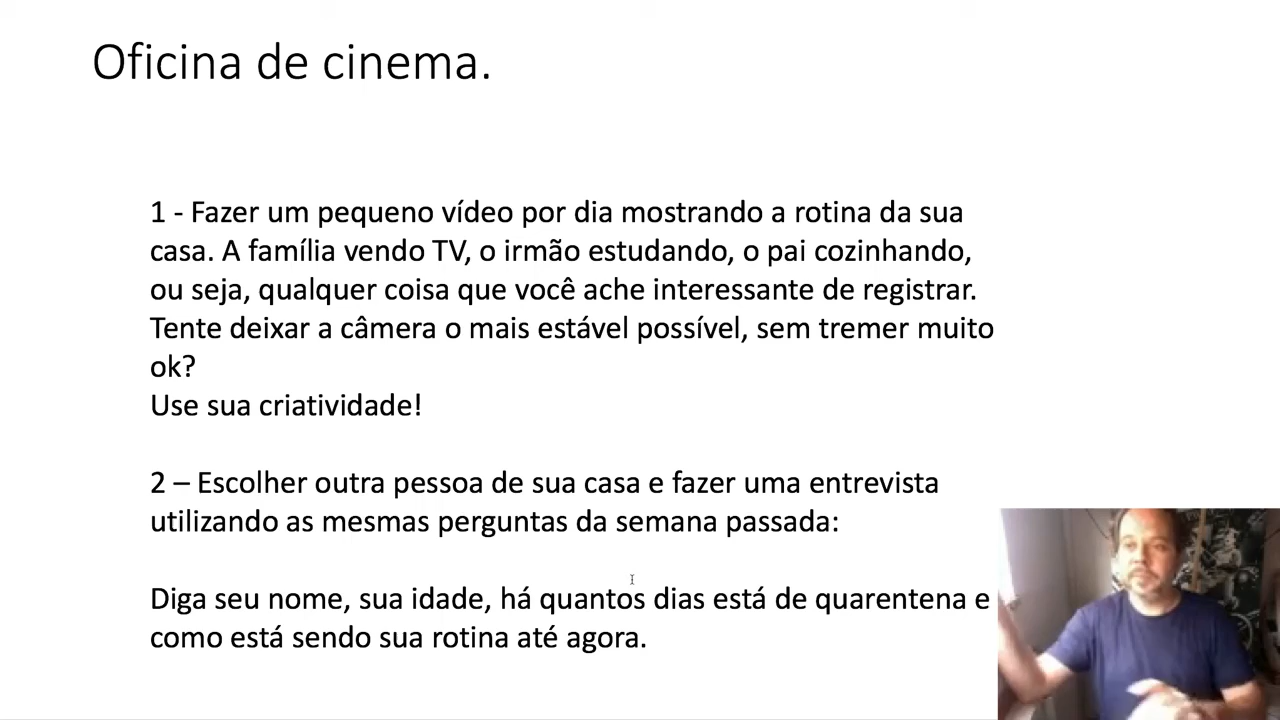 Oficina de cinema.
1 - Fazer um pequeno vídeo por dia mostrando a rotina da sua
casa. A família vendo TV, o irmão estudando, o pai cozinhando,
ou seja, qualquer coisa que você ache interessante de registrar.
Tente deixar a câmera o mais estável possível, sem tremer muito
ok?
Use sua criatividade!
2 – Escolher outra pessoa de sua casa e fazer uma entrevista
utilizando as mesmas perguntas da semana passada:
Diga seu nome, sua idade, há quantos dias está de quarentena e
como está sendo sua rotina até agora.